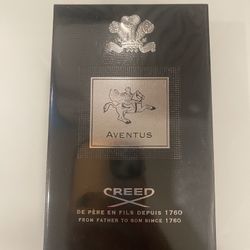 AVENTUS
CREED
DE PÈRE EN FILS DEPUIS 1760
FROM FATHER TO SON SINCE 1760